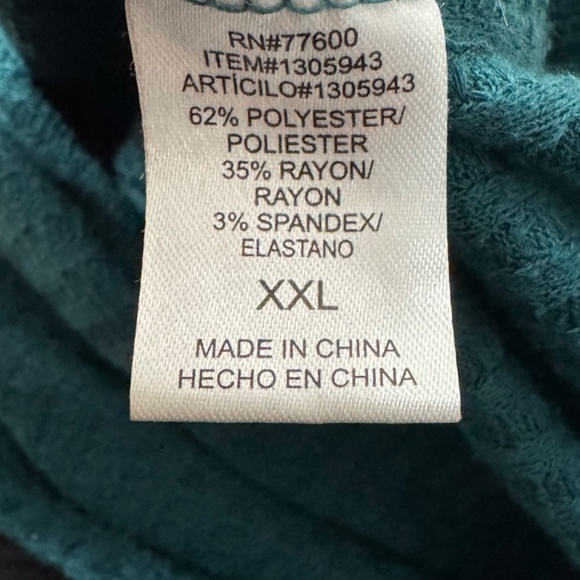 RN#77600
ITEM#1305943
ARTÍCILO#1305943
62% POLYESTER/
POLIESTER
35% RAYON/
RAYON
3% SPANDEX/
ELASTANO
XXL
MADE IN CHINA
HECHO EN CHINA